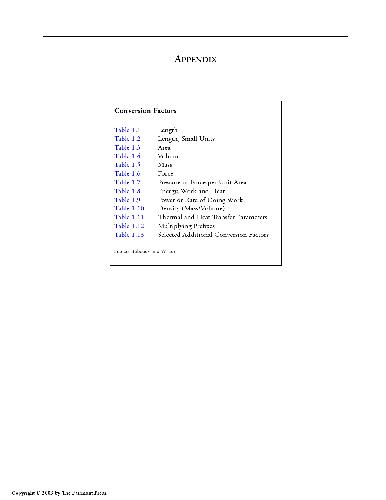 APPENDIX
Conversion Factors
Table 1.1 Length
Table 1.2 Length, Small Units
Table 1.3 Area
Table 1.4 Volume
Table 1.5 Mass
Table 1.6 Force
Table 1.7 Pressure or Force per Unit Area
Table 1.8 Energy, Work and Heat
Table 1.9 Power or Rate of Doing Work
Table 1.10 Density (Mass/Volume)
Table 1.11 Thermal and Heat Transfer Parameters
Table 1.12 Multiplying Prefixes
Table 1.13 Selected Additional Conversion Factors
Copyright © 2003 by The Fairmont Press.